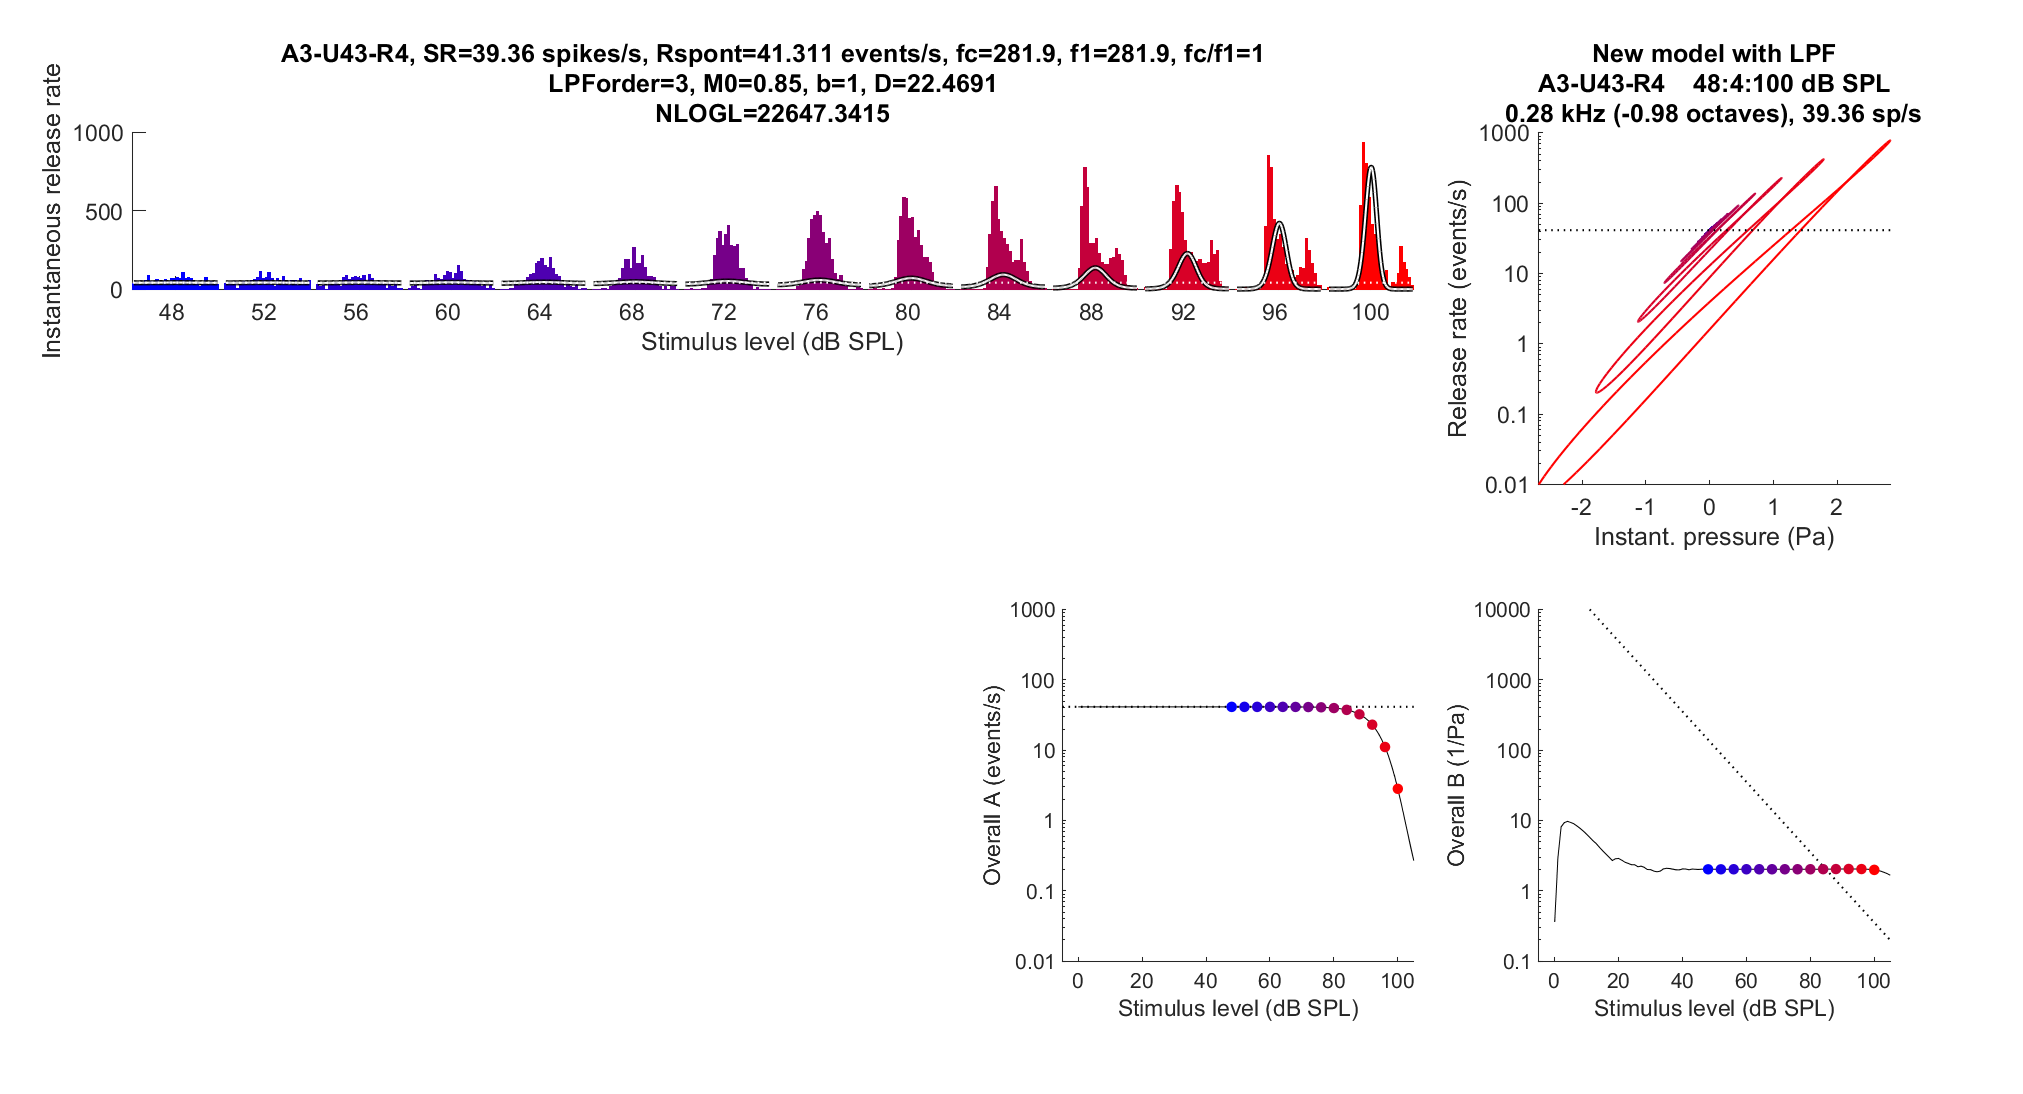 A3-U43-R4, SR=39.36 spikes/s, Rspont=41.311 events/s, fc=281.9, f1=281.9, fc/f1=1
LPForder=3, M0=0.85, b=1, D=22.4691
NLOGL=22647.3415
Instantaneous release rate
1000
500
0
48 52 56 60 64 68 72 76 80 84 88 92 96 100
Stimulus level (dB SPL)
New model with LPF
A3-U43-R4 48:4:100 dB SPL
0.28 kHz (-0.98 octaves), 39.36 sp/s
Release rate (events/s)
1000
100
10
1
0.1
0.01
-2 -1 0 1 2
Instant. pressure (Pa)
Overall A (events/s)
1000
100
10
1
0.1
0.01
0 20 40 60 80 100
Stimulus level (dB SPL)
Overall B (1/Pa)
10000
1000
100
10
1
0.1
0 20 40 60 80 100
Stimulus level (dB SPL)